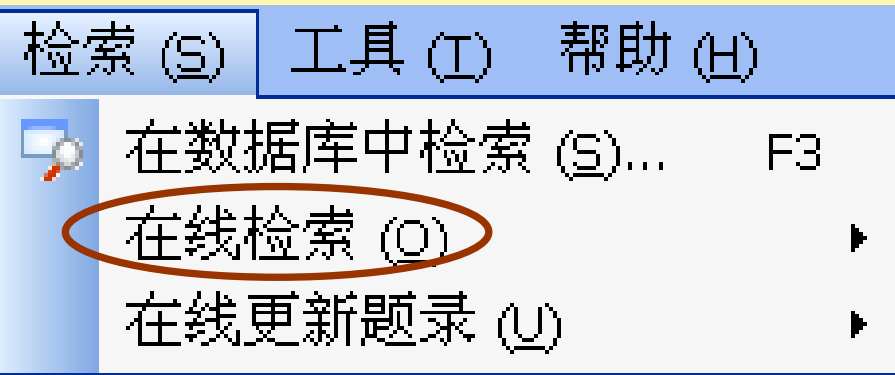 检索 (S) 工具 (T) 帮助 (H)
在数据库中检索 (S)... F3
在线检索 (O)
在线更新题录 (U)